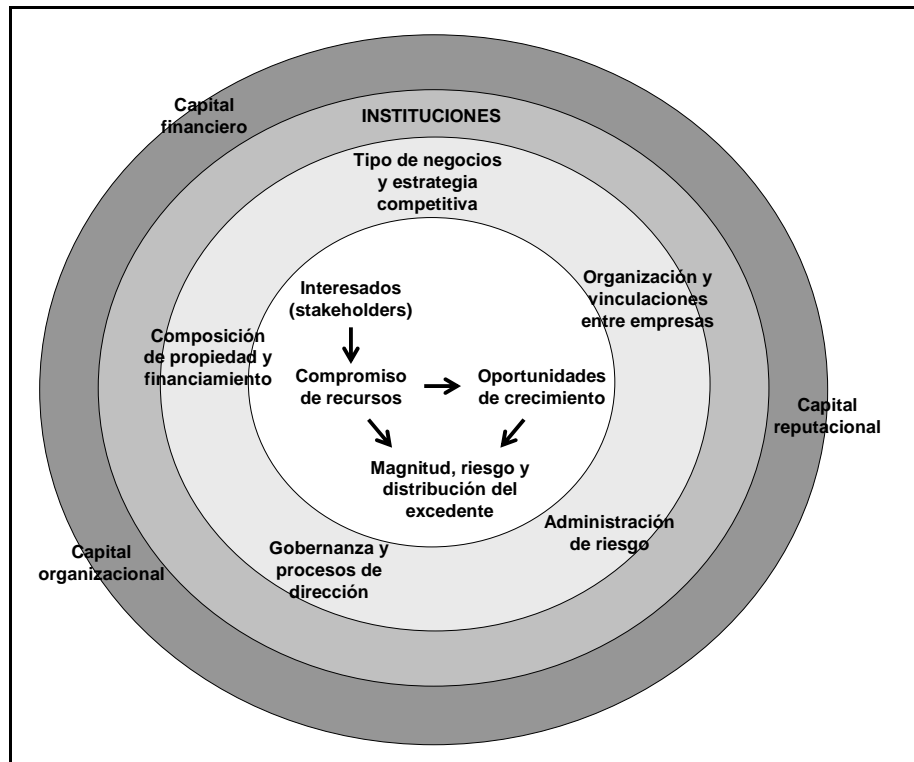 Capital
financiero
INSTITUCIONES
Tipo de negocios
y estrategia
competitiva
Organización y
vinculaciones
entre empresas
Interesados
(stakeholders)
Composición
de propiedad y
financiamiento
Compromiso
de recursos
Oportunidades
de crecimiento
Capital
reputacional
Magnitud, riesgo y
distribución del
excedente
Administración
de riesgo
Gobernanza y
procesos de
dirección
Capital
organizacional